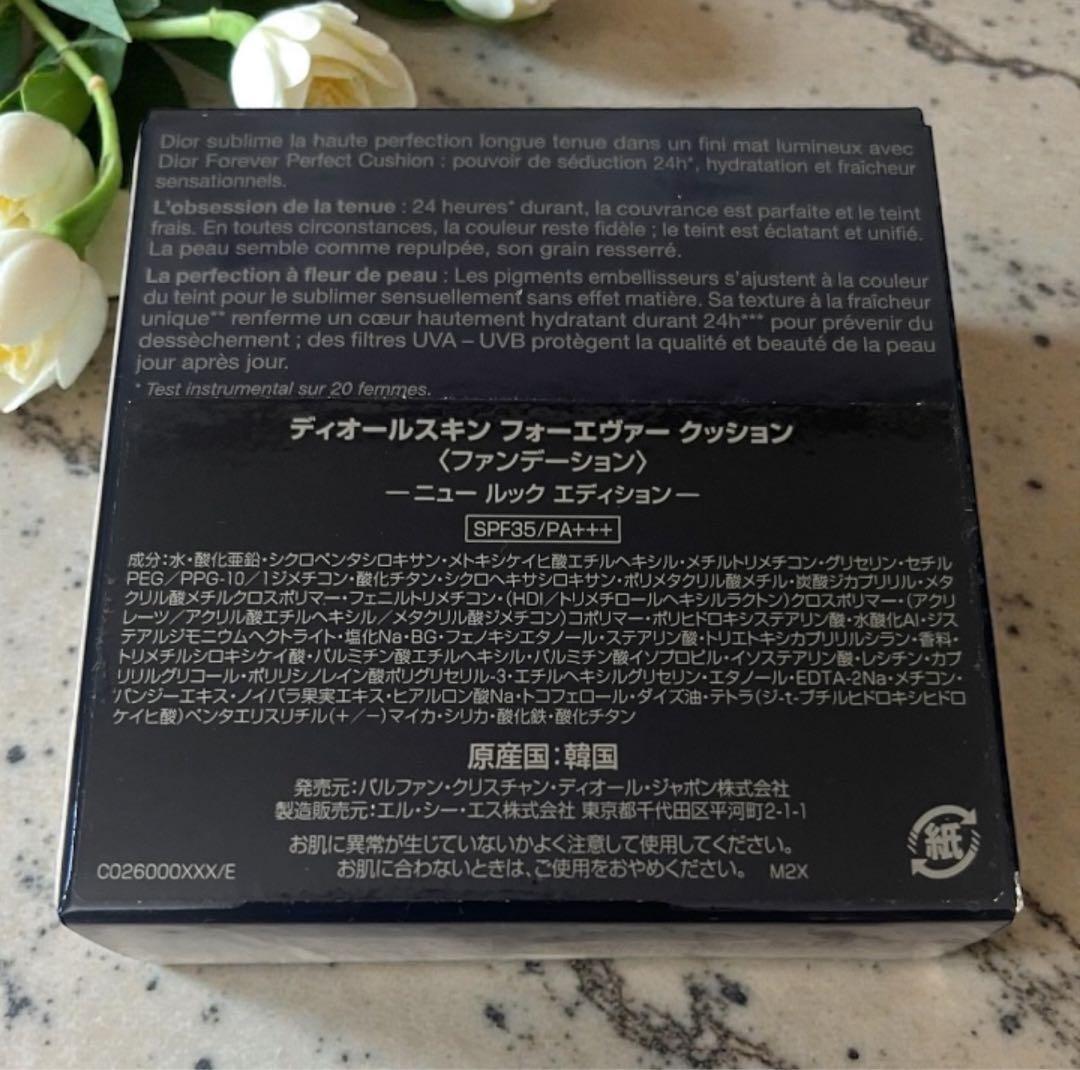 Dior sublime la haute perfection longue tenue dans un fini mat lumineux avec
Dior Forever Perfect Cushion : pouvoir de séduction 24h*, hydratation et fraîcheur
sensationnels.
L'obsession de la tenue : 24 heures* durant, la couvrance est parfaite et le teint
frais. En toutes circonstances, la couleur reste fidèle ; le teint est éclatant et unifié.
La peau semble comme repulpée, son grain resserré.
La perfection à fleur de peau : Les pigments embellisseurs s'ajustent à la couleur
du teint pour le sublimer sensuellement sans effet matière. Sa texture à la fraîcheur
unique** renferme un cœur hautement hydratant durant 24h*** pour prévenir du
dessèchement ; des filtres UVA – UVB protègent la qualité et beauté de la peau
jour après jour.
* Test instrumental sur 20 femmes.
ディオールスキン フォーエヴァー クッション
〈ファンデーション〉
―ニュー ルック エディション―
SPF35/PA+++
成分:水・酸化亜鉛・シクロペンタシロキサン・メトキシケイヒ酸エチルヘキシル・メチルトリメチコン・グリセリン・セチル
PEG/PPG-10/1ジメチコン・酸化チタン・シクロヘキサシロキサン・ポリメタクリル酸メチル・炭酸ジカプリリル・メタ
クリル酸メチルクロスポリマー・フェニルトリメチコン・(HDI/トリメチロールヘキシルラクトン)クロスポリマー・(アクリ
レーツ/アクリル酸エチルヘキシル/メタクリル酸ジメチコン)コポリマー・ポリヒドロキシステアリン酸・水酸化Al・ジス
テアルジモニウムヘクトライト・塩化Na・BG・フェノキシエタノール・ステアリン酸・トリエトキシカプリリルシラン・香料・
トリメチルシロキシケイ酸・パルミチン酸エチルヘキシル・パルミチン酸イソプロピル・イソステアリン酸・レシチン・カプ
リリルグリコール・ポリリシノレイン酸ポリグリセリル-3・エチルヘキシルグリセリン・エタノール・EDTA-2Na・メチコン・
パンジーエキス・ノイバラ果実エキス・ヒアルロン酸Na・トコフェロール・ダイズ油・テトラ(ジ-t-ブチルヒドロキシヒドロ
ケイヒ酸)ペンタエリスリチル(+/-)マイカ・シリカ・酸化鉄・酸化チタン
原産国:韓国
発売元:パルファン・クリスチャン・ディオール・ジャポン株式会社
製造販売元:エル・シー・エス株式会社 東京都千代田区平河町2-1-1
お肌に異常が生じていないかよく注意して使用してください。
お肌に合わないときは、ご使用をおやめください。 M2X
C026000XXX/E
紙